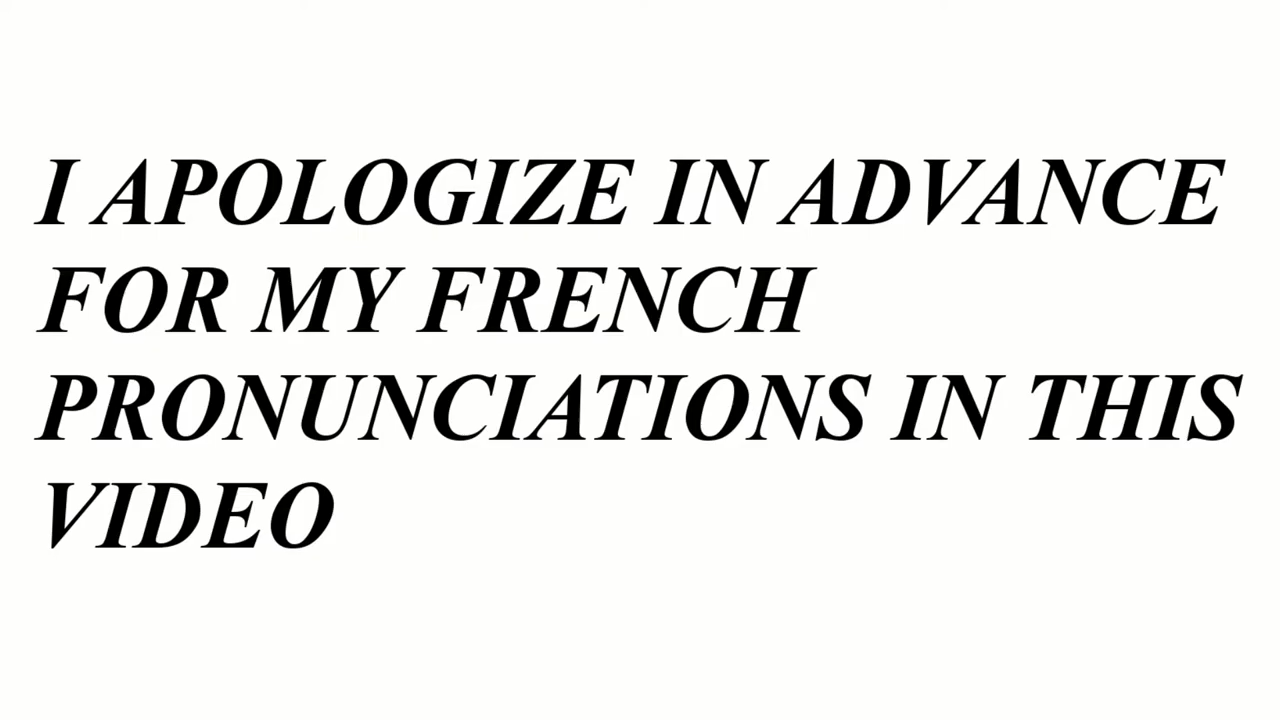 I APOLOGIZE IN ADVANCE
FOR MY FRENCH
PRONUNCIATIONS IN THIS
VIDEO